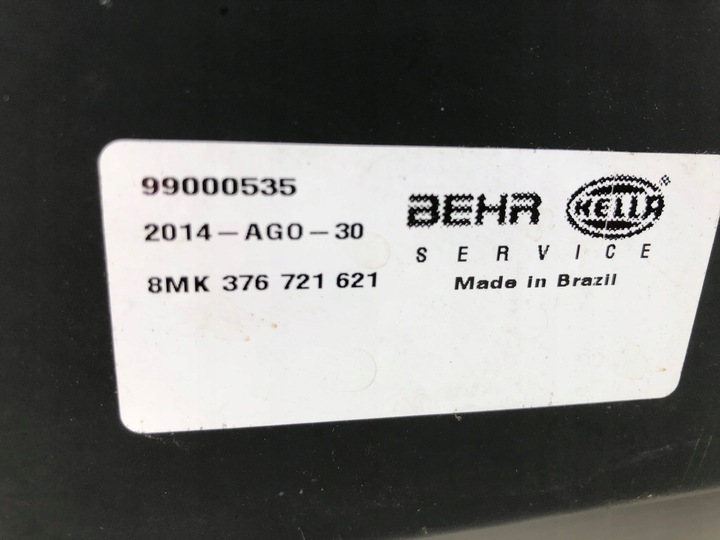 99000535
2014-AGO-30
8MK 376 721 621
BEHR HELLA
SERVICE
Made in Brazil